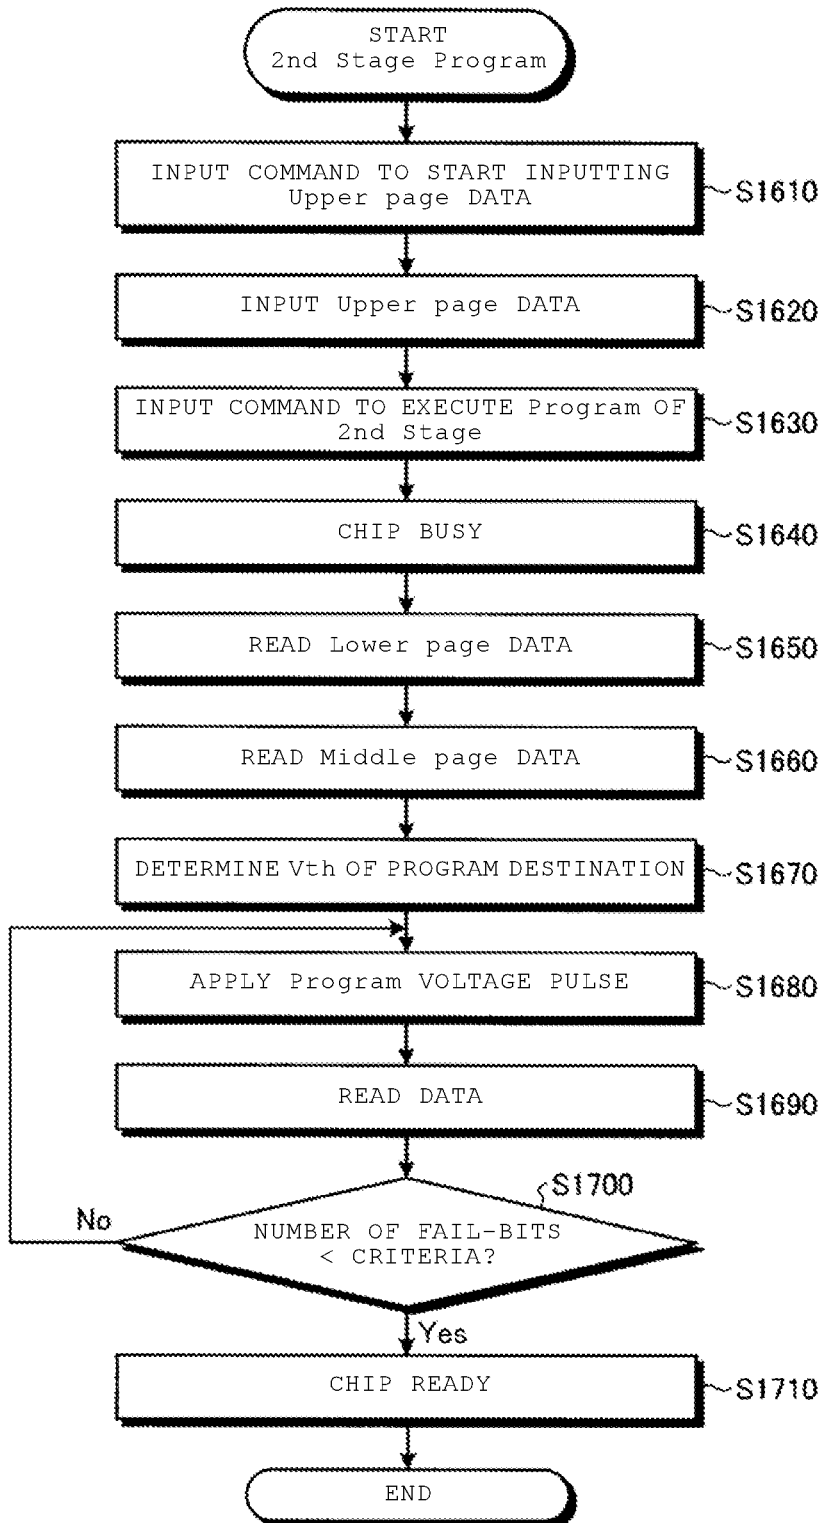 START
2nd Stage Program
INPUT COMMAND TO START INPUTTING
Upper page DATA
S1610
INPUT Upper page DATA
S1620
INPUT COMMAND TO EXECUTE Program OF
2nd Stage
S1630
CHIP BUSY
S1640
READ Lower page DATA
S1650
READ Middle page DATA
S1660
DETERMINE Vth OF PROGRAM DESTINATION
S1670
APPLY Program VOLTAGE PULSE
S1680
READ DATA
S1690
S1700
No
NUMBER OF FAIL-BITS
< CRITERIA?
Yes
CHIP READY
S1710
END